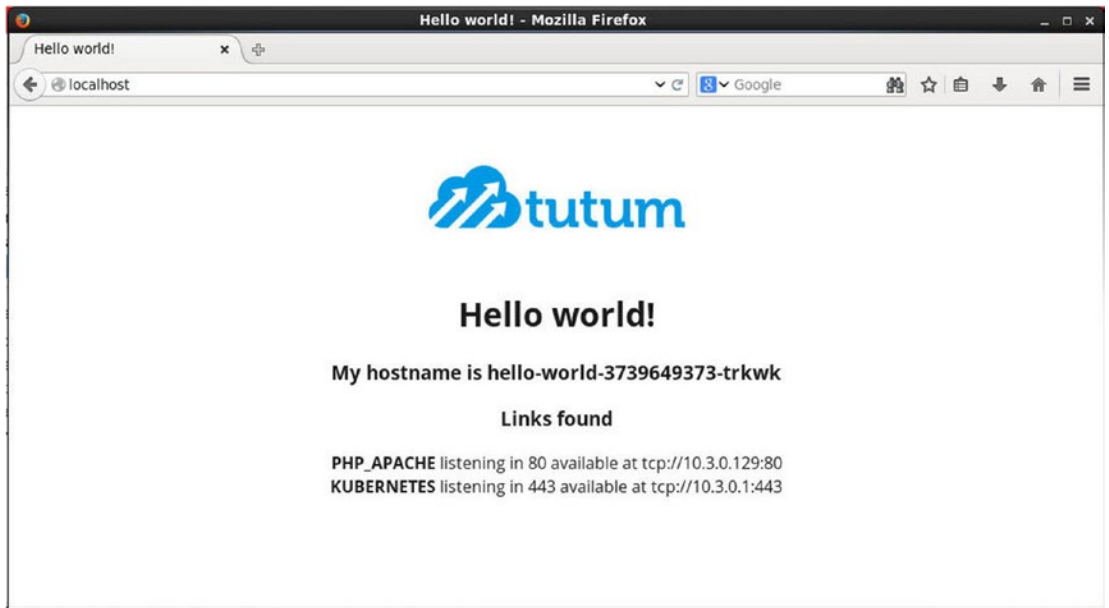 Hello world! - Mozilla Firefox
Hello world!
localhost
8 Google
tutum
Hello world!
My hostname is hello-world-3739649373-trkwk
Links found
PHP_APACHE listening in 80 available at tcp://10.3.0.129:80
KUBERNETES listening in 443 available at tcp://10.3.0.1:443